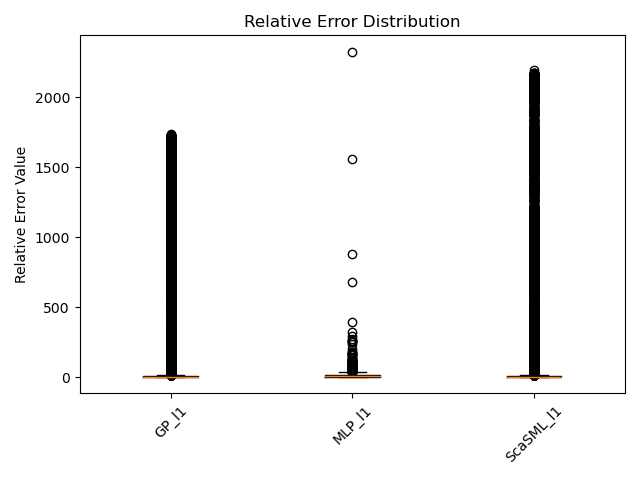 Relative Error Distribution
Relative Error Value
2000
1500
1000
500
0
GP_l1
MLP_l1
ScaSML_l1